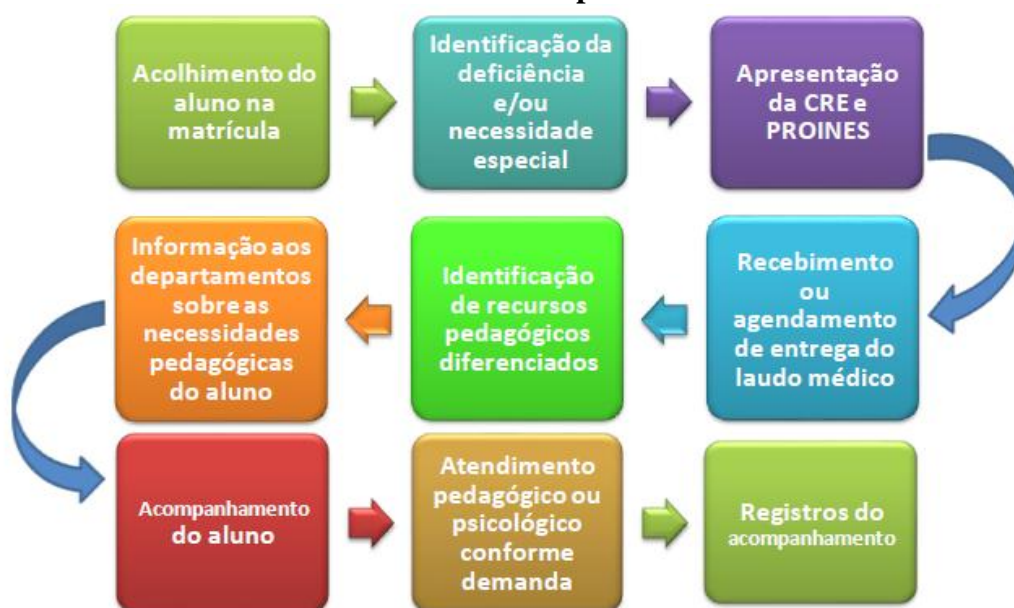 Acolhimento do
aluno na
matrícula
Identificação da
deficiência
e/ou
necessidade
especial
Apresentação
da CRE e
PROINES
Recebimento
ou
agendamento
de entrega do
laudo médico
Identificação
de recursos
pedagógicos
diferenciados
Informação aos
departamentos
sobre as
necessidades
pedagógicas
do aluno
Acompanhamento
do aluno
Atendimento
pedagógico ou
psicológico
conforme
demanda
Registros do
acompanhamento